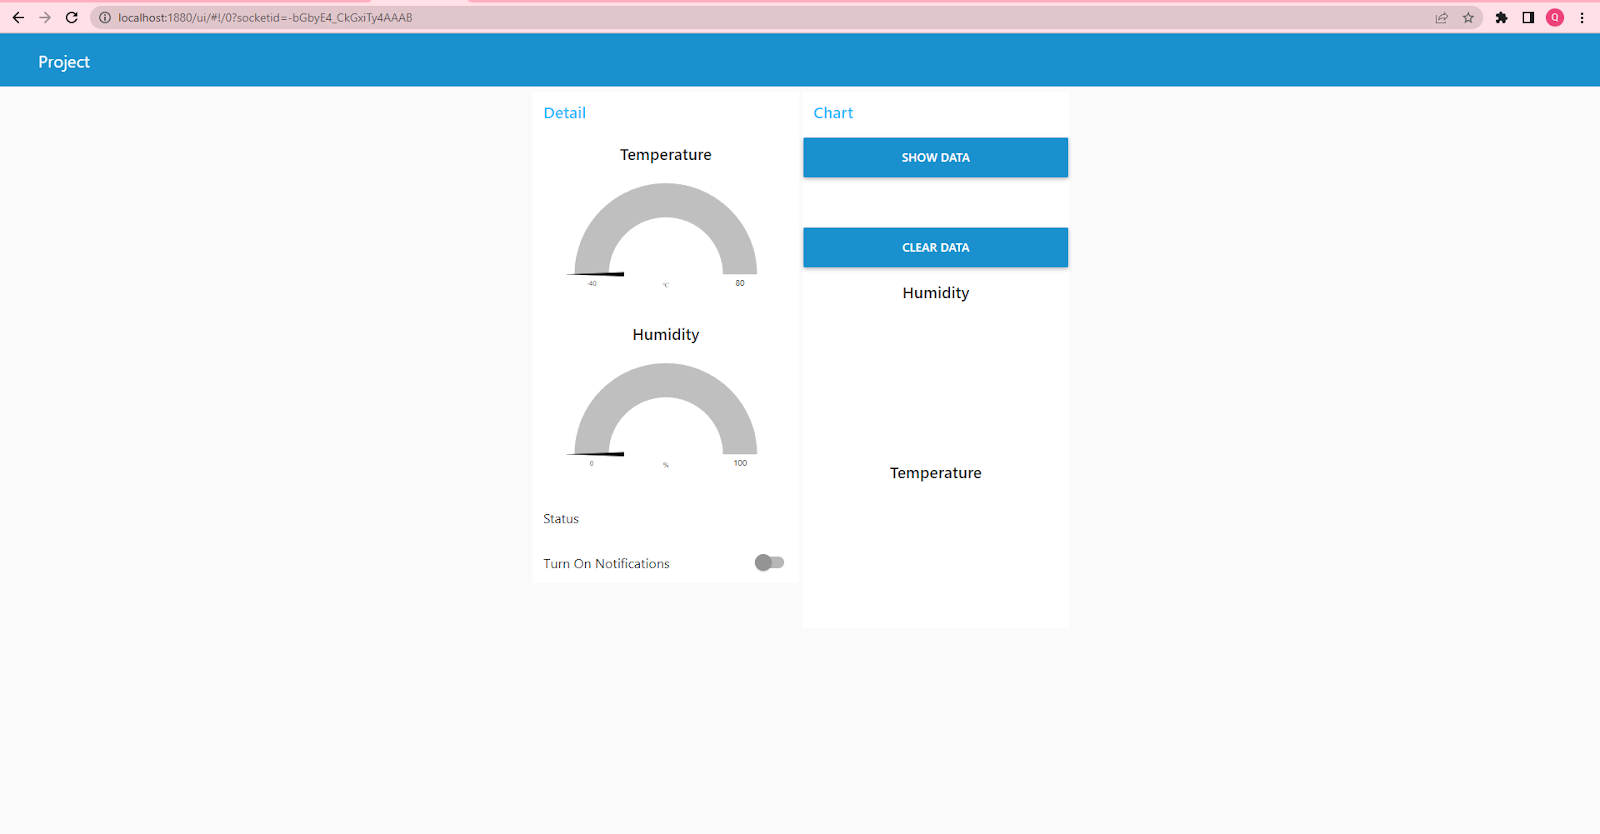 localhost:1880/ui/#!/0?socketid=-bGbyE4_CkGxiTy4AAAB
Q
Project
Detail
Temperature
-40 °C 80
Humidity
0 % 100
Status
Turn On Notifications
Chart
SHOW DATA
CLEAR DATA
Humidity
Temperature